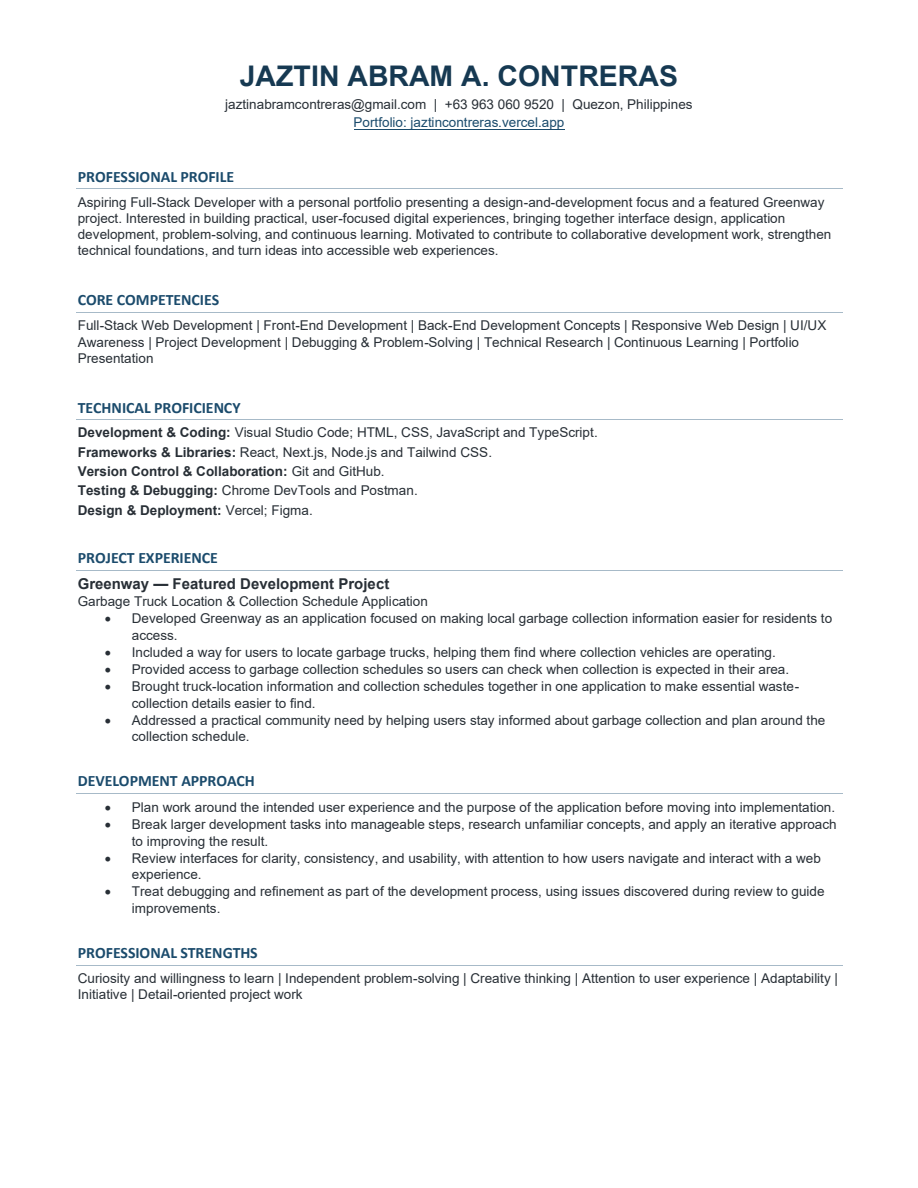 JAZTIN ABRAM A. CONTRERAS
jaztinabramcontreras@gmail.com | +63 963 060 9520 | Quezon, Philippines
Portfolio: jaztincontreras.vercel.app
PROFESSIONAL PROFILE
Aspiring Full-Stack Developer with a personal portfolio presenting a design-and-development focus and a featured Greenway
project. Interested in building practical, user-focused digital experiences, bringing together interface design, application
development, problem-solving, and continuous learning. Motivated to contribute to collaborative development work, strengthen
technical foundations, and turn ideas into accessible web experiences.
CORE COMPETENCIES
Full-Stack Web Development | Front-End Development | Back-End Development Concepts | Responsive Web Design | UI/UX
Awareness | Project Development | Debugging & Problem-Solving | Technical Research | Continuous Learning | Portfolio
Presentation
TECHNICAL PROFICIENCY
Development & Coding: Visual Studio Code; HTML, CSS, JavaScript and TypeScript.
Frameworks & Libraries: React, Next.js, Node.js and Tailwind CSS.
Version Control & Collaboration: Git and GitHub.
Testing & Debugging: Chrome DevTools and Postman.
Design & Deployment: Vercel; Figma.
PROJECT EXPERIENCE
Greenway — Featured Development Project
Garbage Truck Location & Collection Schedule Application
• Developed Greenway as an application focused on making local garbage collection information easier for residents to
access.
• Included a way for users to locate garbage trucks, helping them find where collection vehicles are operating.
• Provided access to garbage collection schedules so users can check when collection is expected in their area.
• Brought truck-location information and collection schedules together in one application to make essential waste-
collection details easier to find.
• Addressed a practical community need by helping users stay informed about garbage collection and plan around the
collection schedule.
DEVELOPMENT APPROACH
• Plan work around the intended user experience and the purpose of the application before moving into implementation.
• Break larger development tasks into manageable steps, research unfamiliar concepts, and apply an iterative approach
to improving the result.
• Review interfaces for clarity, consistency, and usability, with attention to how users navigate and interact with a web
experience.
• Treat debugging and refinement as part of the development process, using issues discovered during review to guide
improvements.
PROFESSIONAL STRENGTHS
Curiosity and willingness to learn | Independent problem-solving | Creative thinking | Attention to user experience | Adaptability |
Initiative | Detail-oriented project work